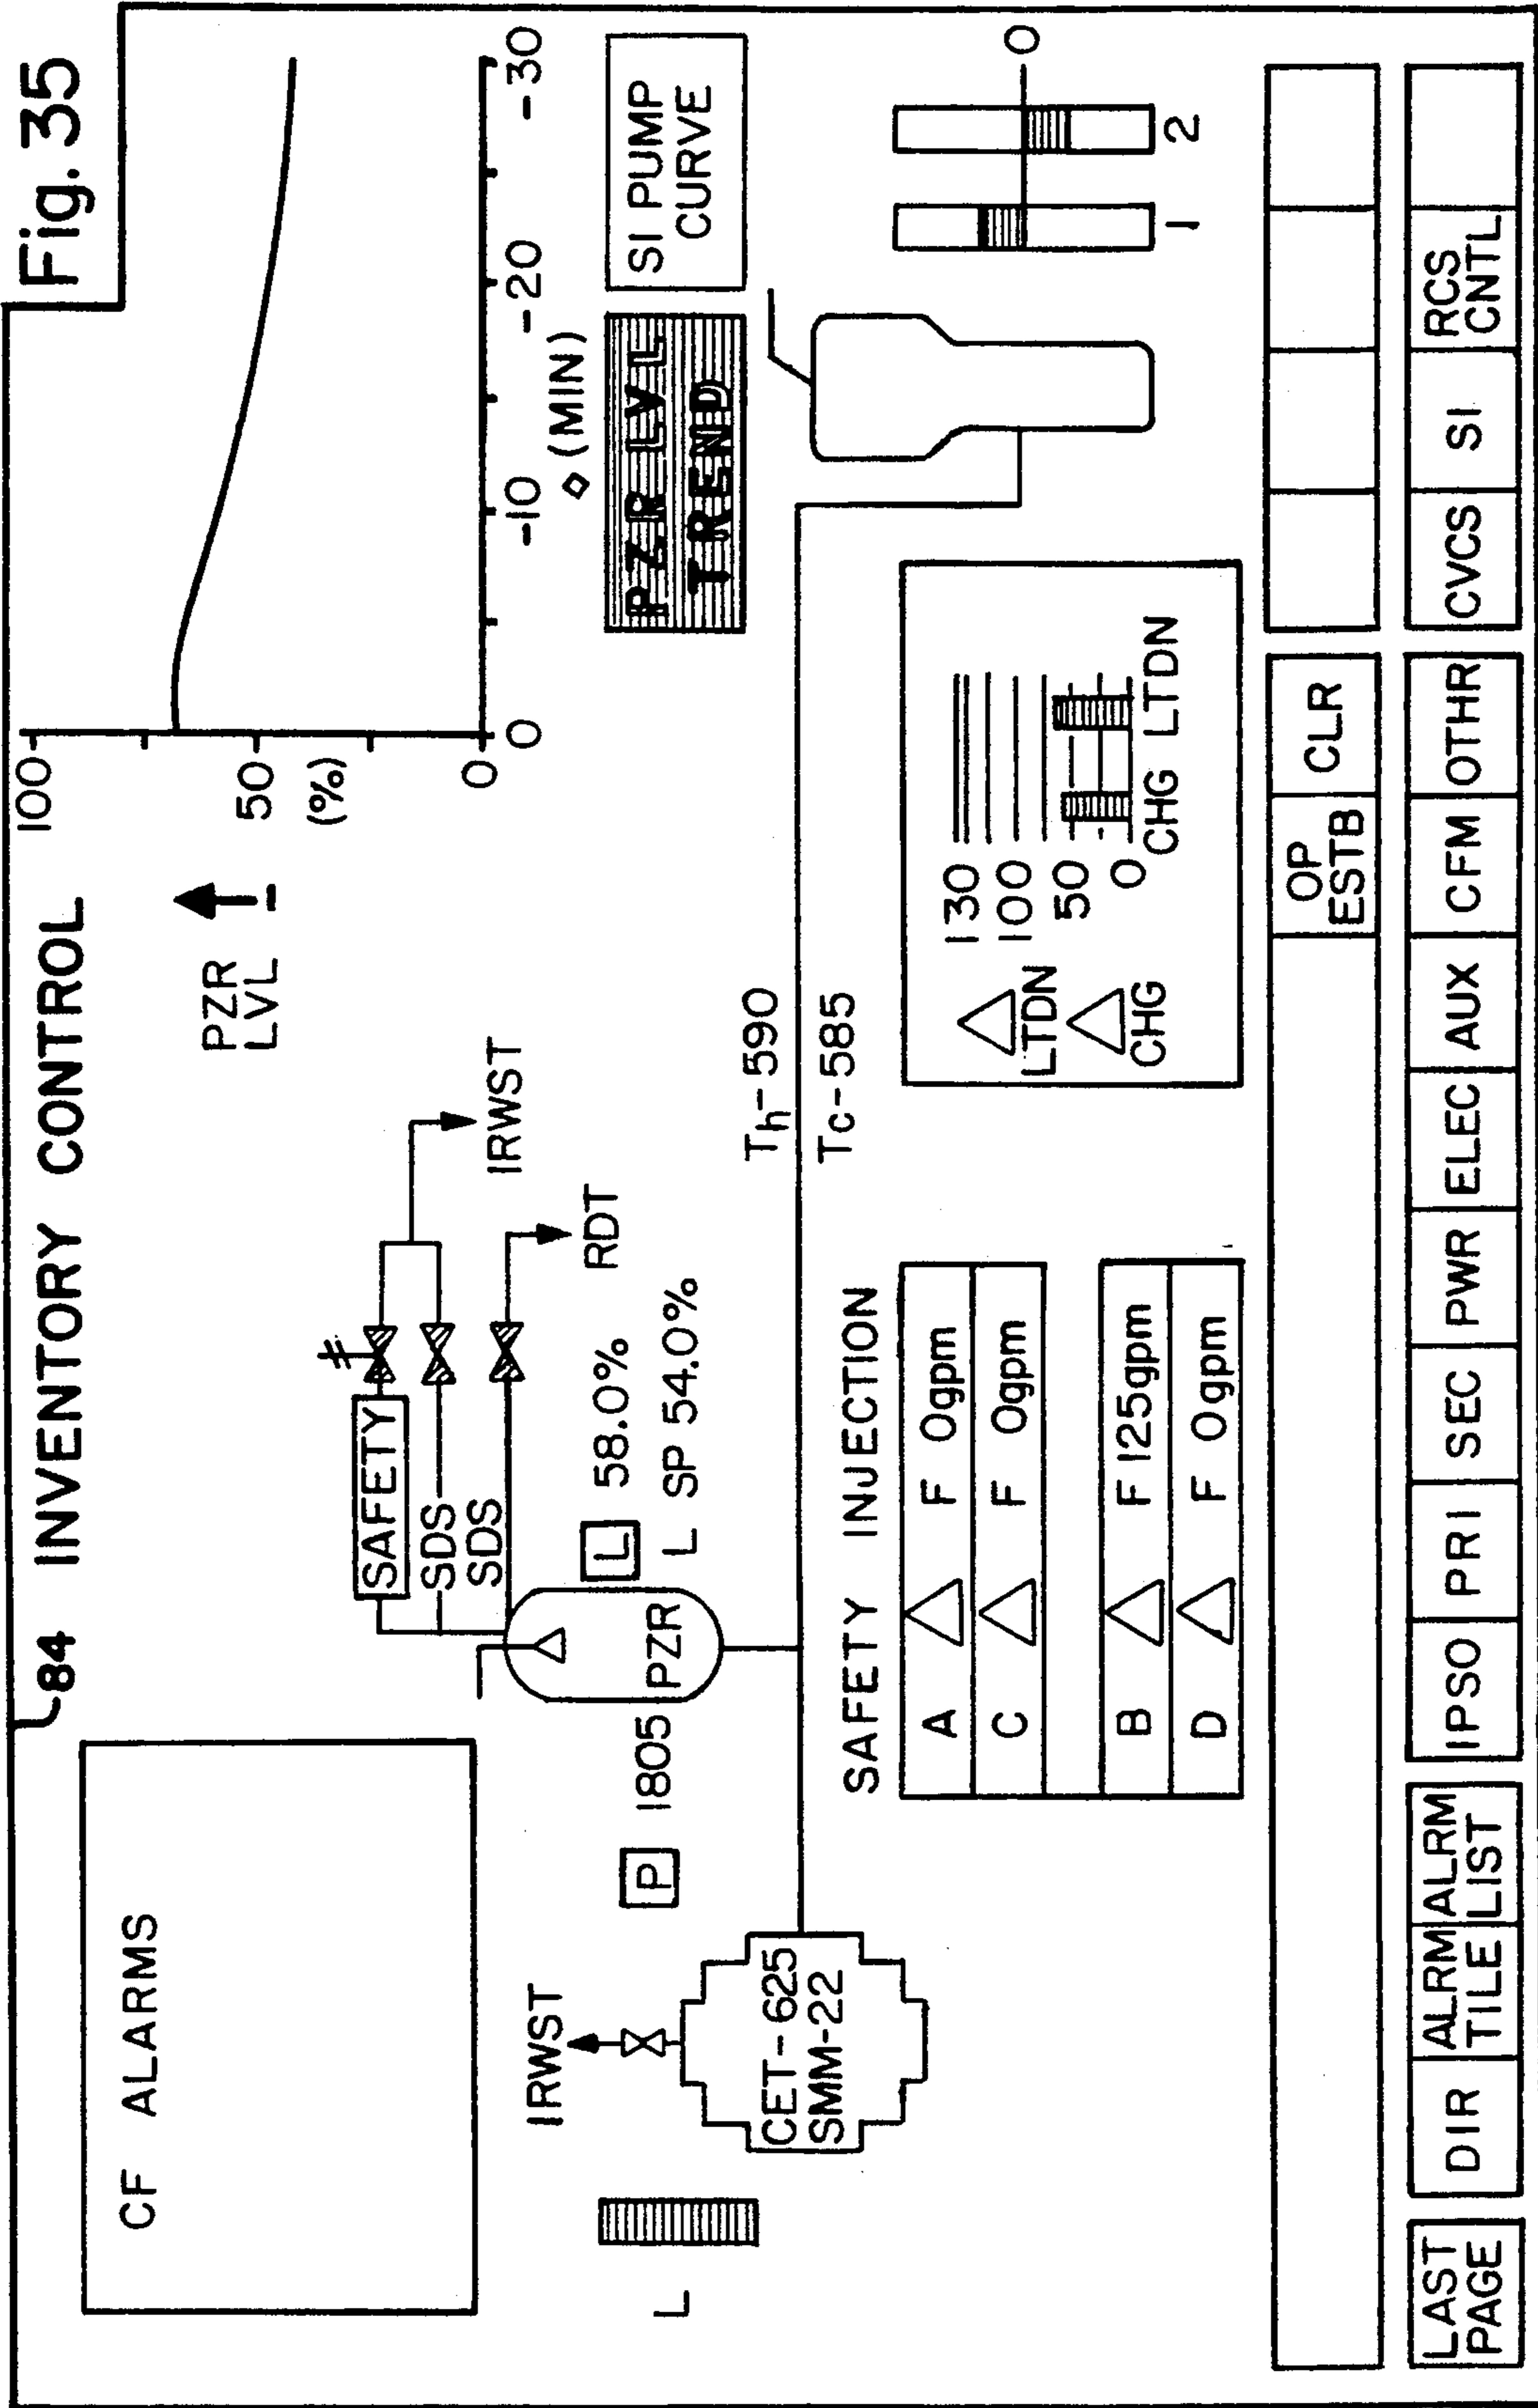 Fig. 35
84
INVENTORY CONTROL
CF ALARMS
PZR
LVL
100
50
(%)
0
0
-10
-20
-30
(MIN)
PZR LVL
TREND
SI PUMP
CURVE
SAFETY
SDS
SDS
IRWST
RDT
IRWST
L
P 1805
PZR
L 58.0%
L SP 54.0%
CET-625
SMM-22
Th-590
Tc-585
SAFETY INJECTION
A F 0gpm
C F 0gpm
B F 125gpm
D F 0gpm
LTDN
CHG
130
100
50
0
CHG LTDN
0
1
2
OP
ESTB
CLR
LAST
PAGE
DIR
ALRM
TILE
ALRM
LIST
IPSO
PRI
SEC
PWR
ELEC
AUX
CFM
OTHR
CVCS
SI
RCS
CNTL